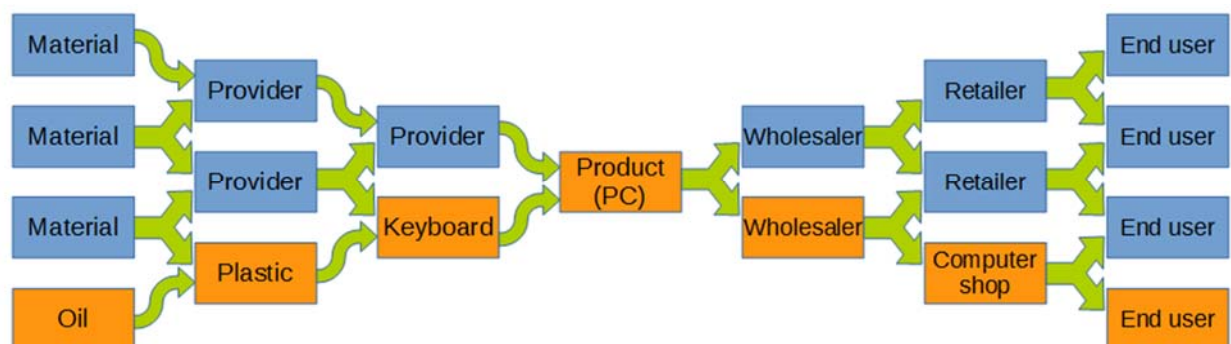 Material
Material
Material
Oil
Provider
Provider
Plastic
Provider
Keyboard
Product
(PC)
Wholesaler
Wholesaler
Retailer
Retailer
Computer
shop
End user
End user
End user
End user